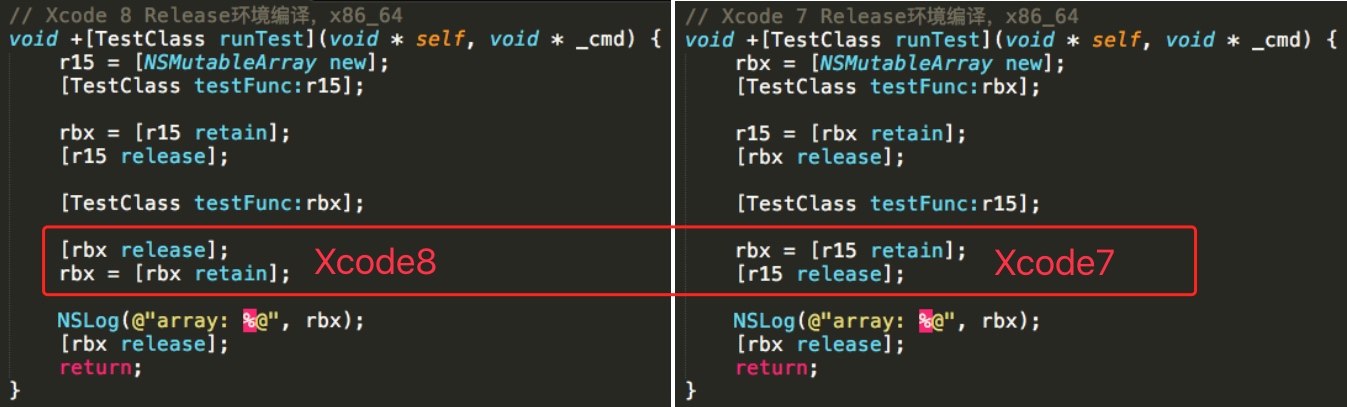 // Xcode 8 Release环境编译，x86_64
void +[TestClass runTest](void * self, void * _cmd) {
    r15 = [NSMutableArray new];
    [TestClass testFunc:r15];
    rbx = [r15 retain];
    [r15 release];
    [TestClass testFunc:rbx];
    [rbx release];
    rbx = [rbx retain];
Xcode8
    NSLog(@"array: %@", rbx);
    [rbx release];
    return;
}
// Xcode 7 Release环境编译，x86_64
void +[TestClass runTest](void * self, void * _cmd) {
    rbx = [NSMutableArray new];
    [TestClass testFunc:rbx];
    r15 = [rbx retain];
    [rbx release];
    [TestClass testFunc:r15];
    rbx = [r15 retain];
    [r15 release];
Xcode7
    NSLog(@"array: %@", rbx);
    [rbx release];
    return;
}